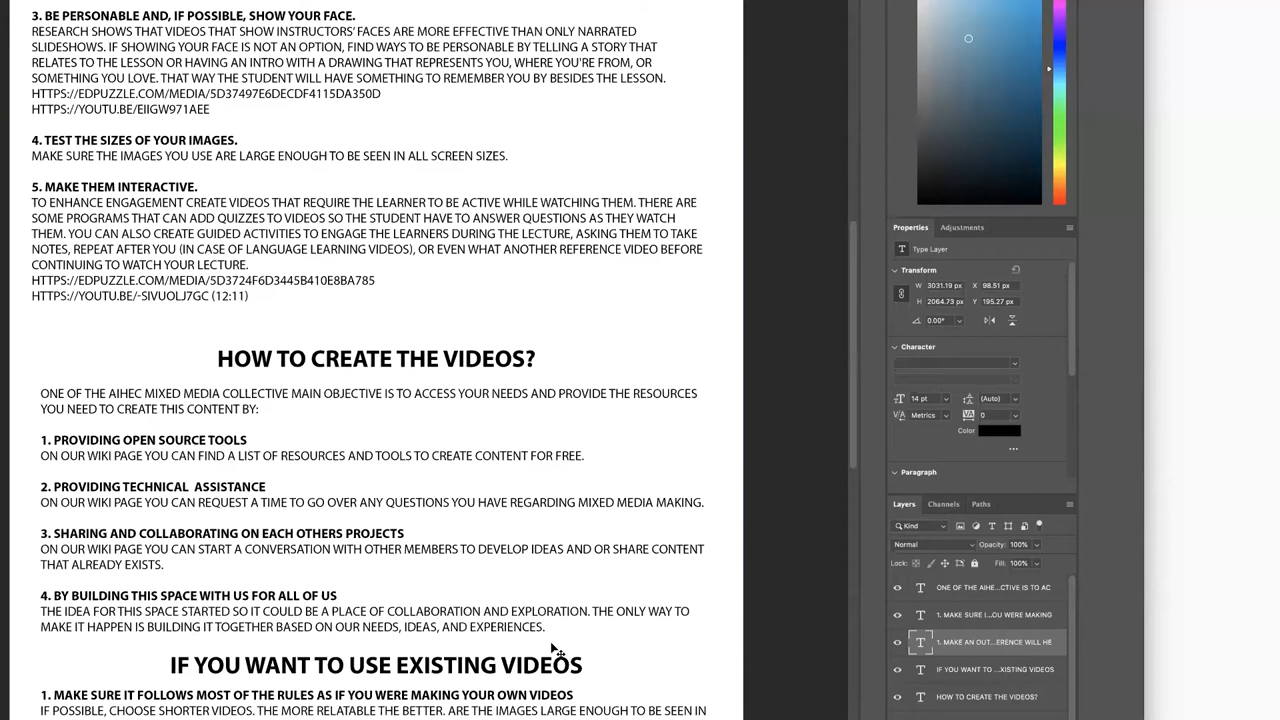 3. BE PERSONABLE AND, IF POSSIBLE, SHOW YOUR FACE.
RESEARCH SHOWS THAT VIDEOS THAT SHOW INSTRUCTORS' FACES ARE MORE EFFECTIVE THAN ONLY NARRATED
SLIDESHOWS. IF SHOWING YOUR FACE IS NOT AN OPTION, FIND WAYS TO BE PERSONABLE BY TELLING A STORY THAT
RELATES TO THE LESSON OR HAVING AN INTRO WITH A DRAWING THAT REPRESENTS YOU, WHERE YOU'RE FROM, OR
SOMETHING YOU LOVE. THAT WAY THE STUDENT WILL HAVE SOMETHING TO REMEMBER YOU BY BESIDES THE LESSON.
HTTPS://EDPUZZLE.COM/MEDIA/5D37497E6DECDF4115DA350D
HTTPS://YOUTU.BE/EIIGW971AEE
4. TEST THE SIZES OF YOUR IMAGES.
MAKE SURE THE IMAGES YOU USE ARE LARGE ENOUGH TO BE SEEN IN ALL SCREEN SIZES.
5. MAKE THEM INTERACTIVE.
TO ENHANCE ENGAGEMENT CREATE VIDEOS THAT REQUIRE THE LEARNER TO BE ACTIVE WHILE WATCHING THEM. THERE ARE
SOME PROGRAMS THAT CAN ADD QUIZZES TO VIDEOS SO THE STUDENT HAVE TO ANSWER QUESTIONS AS THEY WATCH
THEM. YOU CAN ALSO CREATE GUIDED ACTIVITIES TO ENGAGE THE LEARNERS DURING THE LECTURE, ASKING THEM TO TAKE
NOTES, REPEAT AFTER YOU (IN CASE OF LANGUAGE LEARNING VIDEOS), OR EVEN WHAT ANOTHER REFERENCE VIDEO BEFORE
CONTINUING TO WATCH YOUR LECTURE.
HTTPS://EDPUZZLE.COM/MEDIA/5D3724F6D3445B410E8BA785
HTTPS://YOUTU.BE/-SIVUOLJ7GC (12:11)
HOW TO CREATE THE VIDEOS?
ONE OF THE AIHEC MIXED MEDIA COLLECTIVE MAIN OBJECTIVE IS TO ACCESS YOUR NEEDS AND PROVIDE THE RESOURCES
YOU NEED TO CREATE THIS CONTENT BY:
1. PROVIDING OPEN SOURCE TOOLS
ON OUR WIKI PAGE YOU CAN FIND A LIST OF RESOURCES AND TOOLS TO CREATE CONTENT FOR FREE.
2. PROVIDING TECHNICAL ASSISTANCE
ON OUR WIKI PAGE YOU CAN REQUEST A TIME TO GO OVER ANY QUESTIONS YOU HAVE REGARDING MIXED MEDIA MAKING.
3. SHARING AND COLLABORATING ON EACH OTHERS PROJECTS
ON OUR WIKI PAGE YOU CAN START A CONVERSATION WITH OTHER MEMBERS TO DEVELOP IDEAS AND OR SHARE CONTENT
THAT ALREADY EXISTS.
4. BY BUILDING THIS SPACE WITH US FOR ALL OF US
THE IDEA FOR THIS SPACE STARTED SO IT COULD BE A PLACE OF COLLABORATION AND EXPLORATION. THE ONLY WAY TO
MAKE IT HAPPEN IS BUILDING IT TOGETHER BASED ON OUR NEEDS, IDEAS, AND EXPERIENCES.
IF YOU WANT TO USE EXISTING VIDEOS
1. MAKE SURE IT FOLLOWS MOST OF THE RULES AS IF YOU WERE MAKING YOUR OWN VIDEOS
IF POSSIBLE, CHOOSE SHORTER VIDEOS. THE MORE RELATABLE THE BETTER. ARE THE IMAGES LARGE ENOUGH TO BE SEEN IN
Properties Adjustments
Type Layer
Transform
W 3031.19 px X 98.51 px
H 2064.73 px Y 195.27 px
0.00°
Character
14 pt (Auto)
Metrics 0
Color
Paragraph
Layers Channels Paths
Kind
Normal Opacity: 100%
Lock: Fill: 100%
ONE OF THE AIHE...CTIVE IS TO AC
1. MAKE SURE I...OU WERE MAKING
1. MAKE AN OUT...ERENCE WILL HE
IF YOU WANT TO ...XISTING VIDEOS
HOW TO CREATE THE VIDEOS?